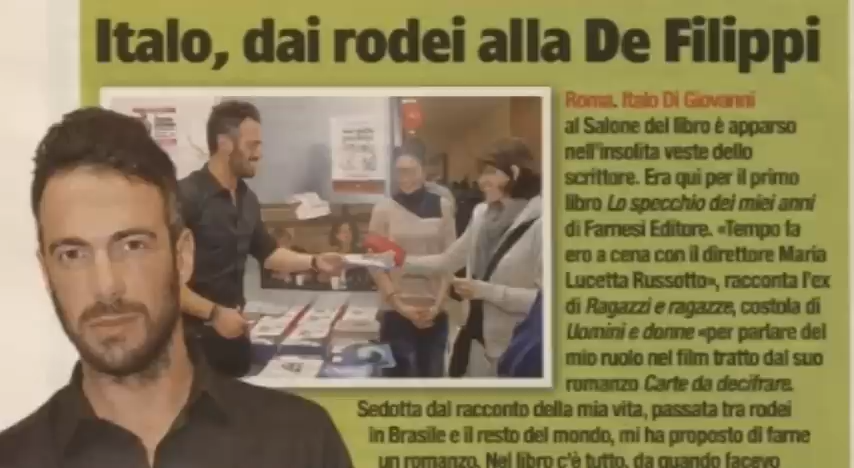 Italo, dai rodei alla De Filippi
Roma. Italo Di Giovanni
al Salone del libro è apparso
nell'insolita veste dello
scrittore. Era qui per il primo
libro Lo specchio dei miei anni
di Farnesi Editore. «Tempo fa
ero a cena con il direttore Maria
Lucetta Russotto», racconta l'ex
di Ragazzi e ragazze, costola di
Uomini e donne «per parlare del
mio ruolo nel film tratto dal suo
romanzo Carte da decifrare.
Sedotta dal racconto della mia vita, passata tra rodei
in Brasile e il resto del mondo, mi ha proposto di farne
un romanzo. Nel libro c'è tutto, da quando facevo